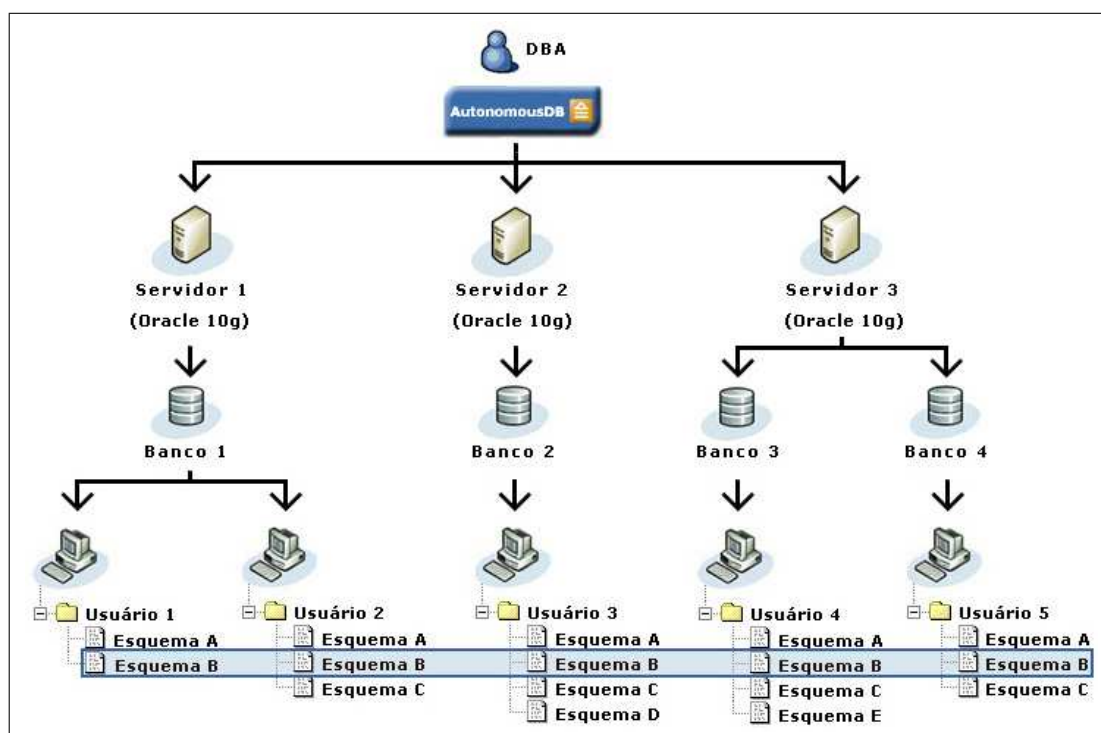 DBA
AutonomousDB
Servidor 1
(Oracle 10g)
Servidor 2
(Oracle 10g)
Servidor 3
(Oracle 10g)
Banco 1
Banco 2
Banco 3
Banco 4
Usuário 1
Esquema A
Esquema B
Usuário 2
Esquema A
Esquema B
Esquema C
Usuário 3
Esquema A
Esquema B
Esquema C
Esquema D
Usuário 4
Esquema A
Esquema B
Esquema C
Esquema E
Usuário 5
Esquema A
Esquema B
Esquema C